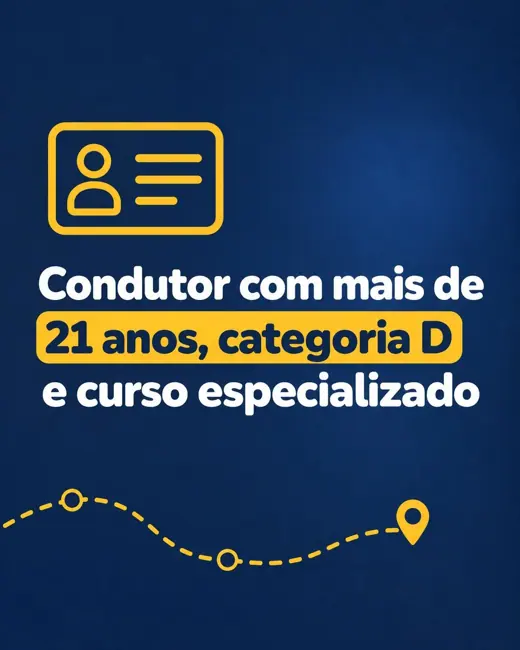 Condutor com mais de
21 anos, categoria D
e curso especializado